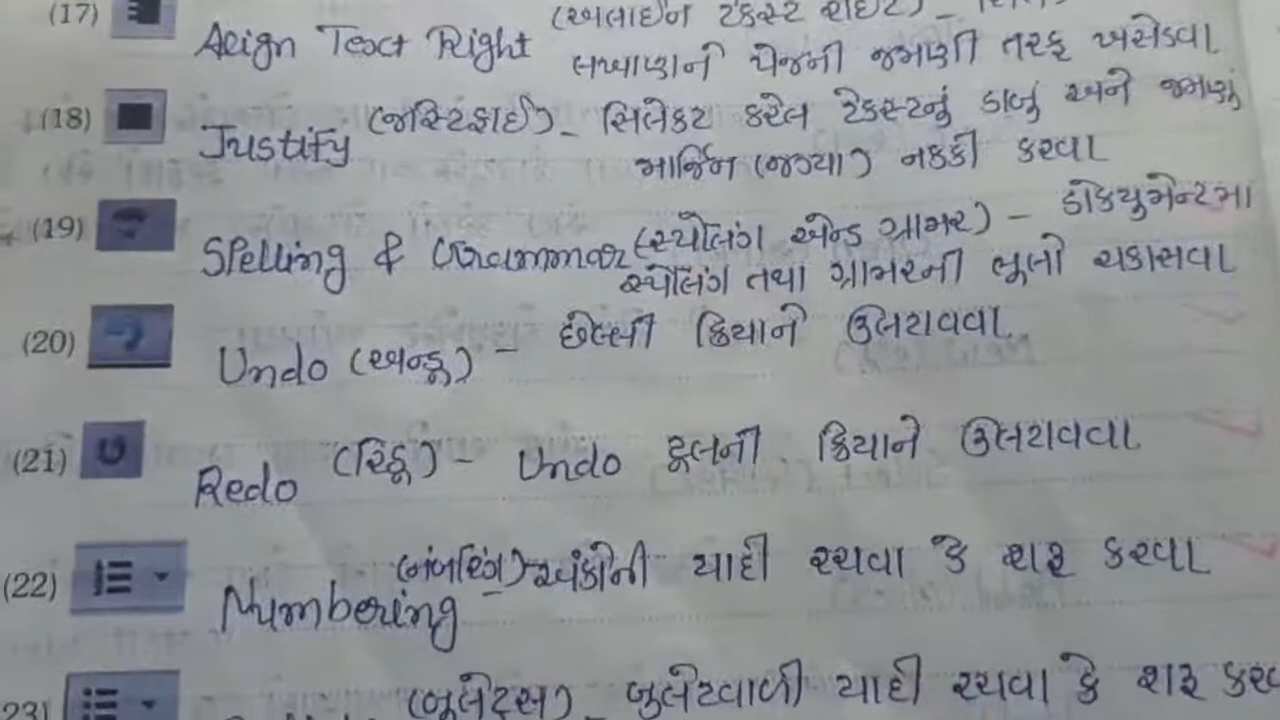 (17) (અલાઈન ટેક્સ્ટ રાઈટ) –
Align Text Right લખાણને પેજની જમણી તરફ ખસેડવા
(18) Justify (જસ્ટિફાઈ) – સિલેક્ટ કરેલ ટેક્સ્ટનું ડાબું અને જમણું
માર્જિન (જગ્યા) નક્કી કરવા
(19) Spelling & Grammar (સ્પેલિંગ એન્ડ ગ્રામર) – ડોક્યુમેન્ટમા
સ્પેલિંગ તથા ગ્રામરની ભૂલો ચકાસવા
(20) Undo (અન્ડૂ) – છેલ્લી ક્રિયાને ઉલટાવવા
(21) Redo (રિડૂ) – Undo ટૂલની ક્રિયાને ઉલટાવવા
(22) Numbering (નંબરિંગ) – અંકોની યાદી રચવા કે શરૂ કરવા
23) (બુલેટ્સ) – બુલેટવાળી યાદી રચવા કે શરૂ